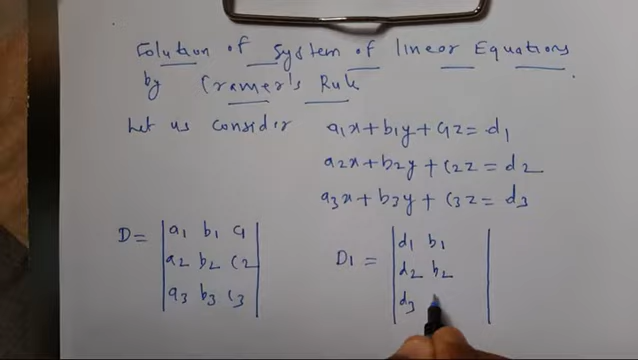 Solution of System of linear Equations
by Cramer's Rule
Let us consider a1x+b1y+c1z=d1
a2x+b2y+c2z=d2
a3x+b3y+c3z=d3
D= |a1 b1 c1| D1 = |d1 b1 |
|a2 b2 c2| |d2 b2 |
|a3 b3 c3| |d3 |